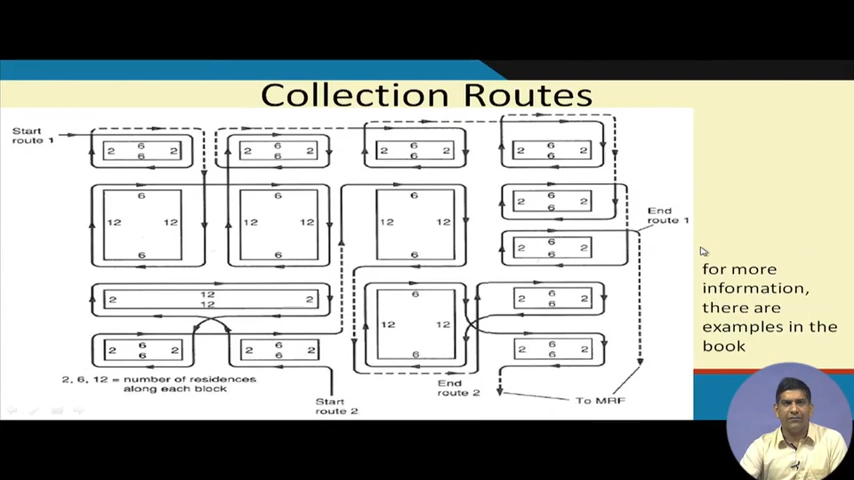 Collection Routes
Start
route 1
6 6 6 6
2 2 2 2 2 2 2 2
6 6 6 6
6 6 6 6
2 2
12 12 12 12 12 12 6
End
route 1
6
2 2
6 6 6 6
12 6 6
2 2 2 2
12 6
12 12
6 6 6
2 2 2 2 2 2
6 6 6 6
2, 6, 12 = number of residences
along each block
Start
route 2
End
route 2
To MRF
for more
information,
there are
examples in the
book